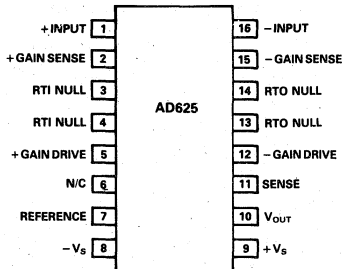 +INPUT 1 16 −INPUT
+GAIN SENSE 2 15 −GAIN SENSE
RTI NULL 3 14 RTO NULL
AD625
RTI NULL 4 13 RTO NULL
+GAIN DRIVE 5 12 −GAIN DRIVE
N/C 6 11 SENSE
REFERENCE 7 10 VOUT
−VS 8 9 +VS